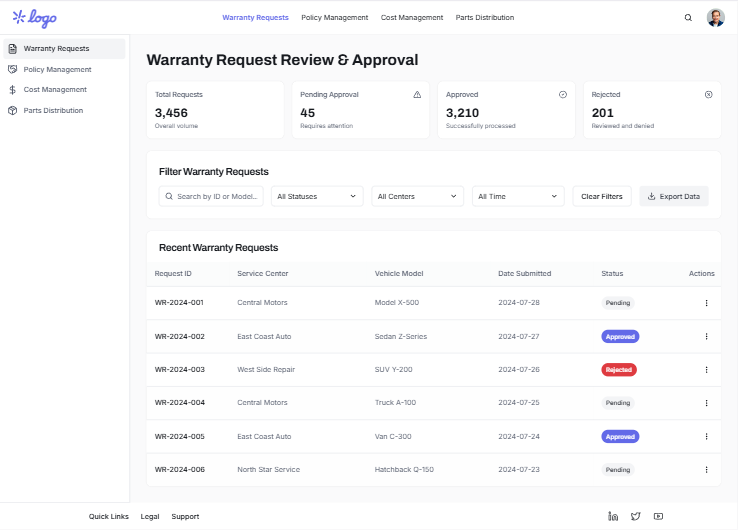 logo
Warranty Requests Policy Management Cost Management Parts Distribution
Warranty Requests
Policy Management
Cost Management
Parts Distribution
Warranty Request Review & Approval
Total Requests
3,456
Overall volume
Pending Approval
45
Requires attention
Approved
3,210
Successfully processed
Rejected
201
Reviewed and denied
Filter Warranty Requests
Search by ID or Model.. All Statuses All Centers All Time Clear Filters Export Data
Recent Warranty Requests
Request ID Service Center Vehicle Model Date Submitted Status Actions
WR-2024-001 Central Motors Model X-500 2024-07-28 Pending
WR-2024-002 East Coast Auto Sedan Z-Series 2024-07-27 Approved
WR-2024-003 West Side Repair SUV Y-200 2024-07-26 Rejected
WR-2024-004 Central Motors Truck A-100 2024-07-25 Pending
WR-2024-005 East Coast Auto Van C-300 2024-07-24 Approved
WR-2024-006 North Star Service Hatchback Q-150 2024-07-23 Pending
Quick Links Legal Support